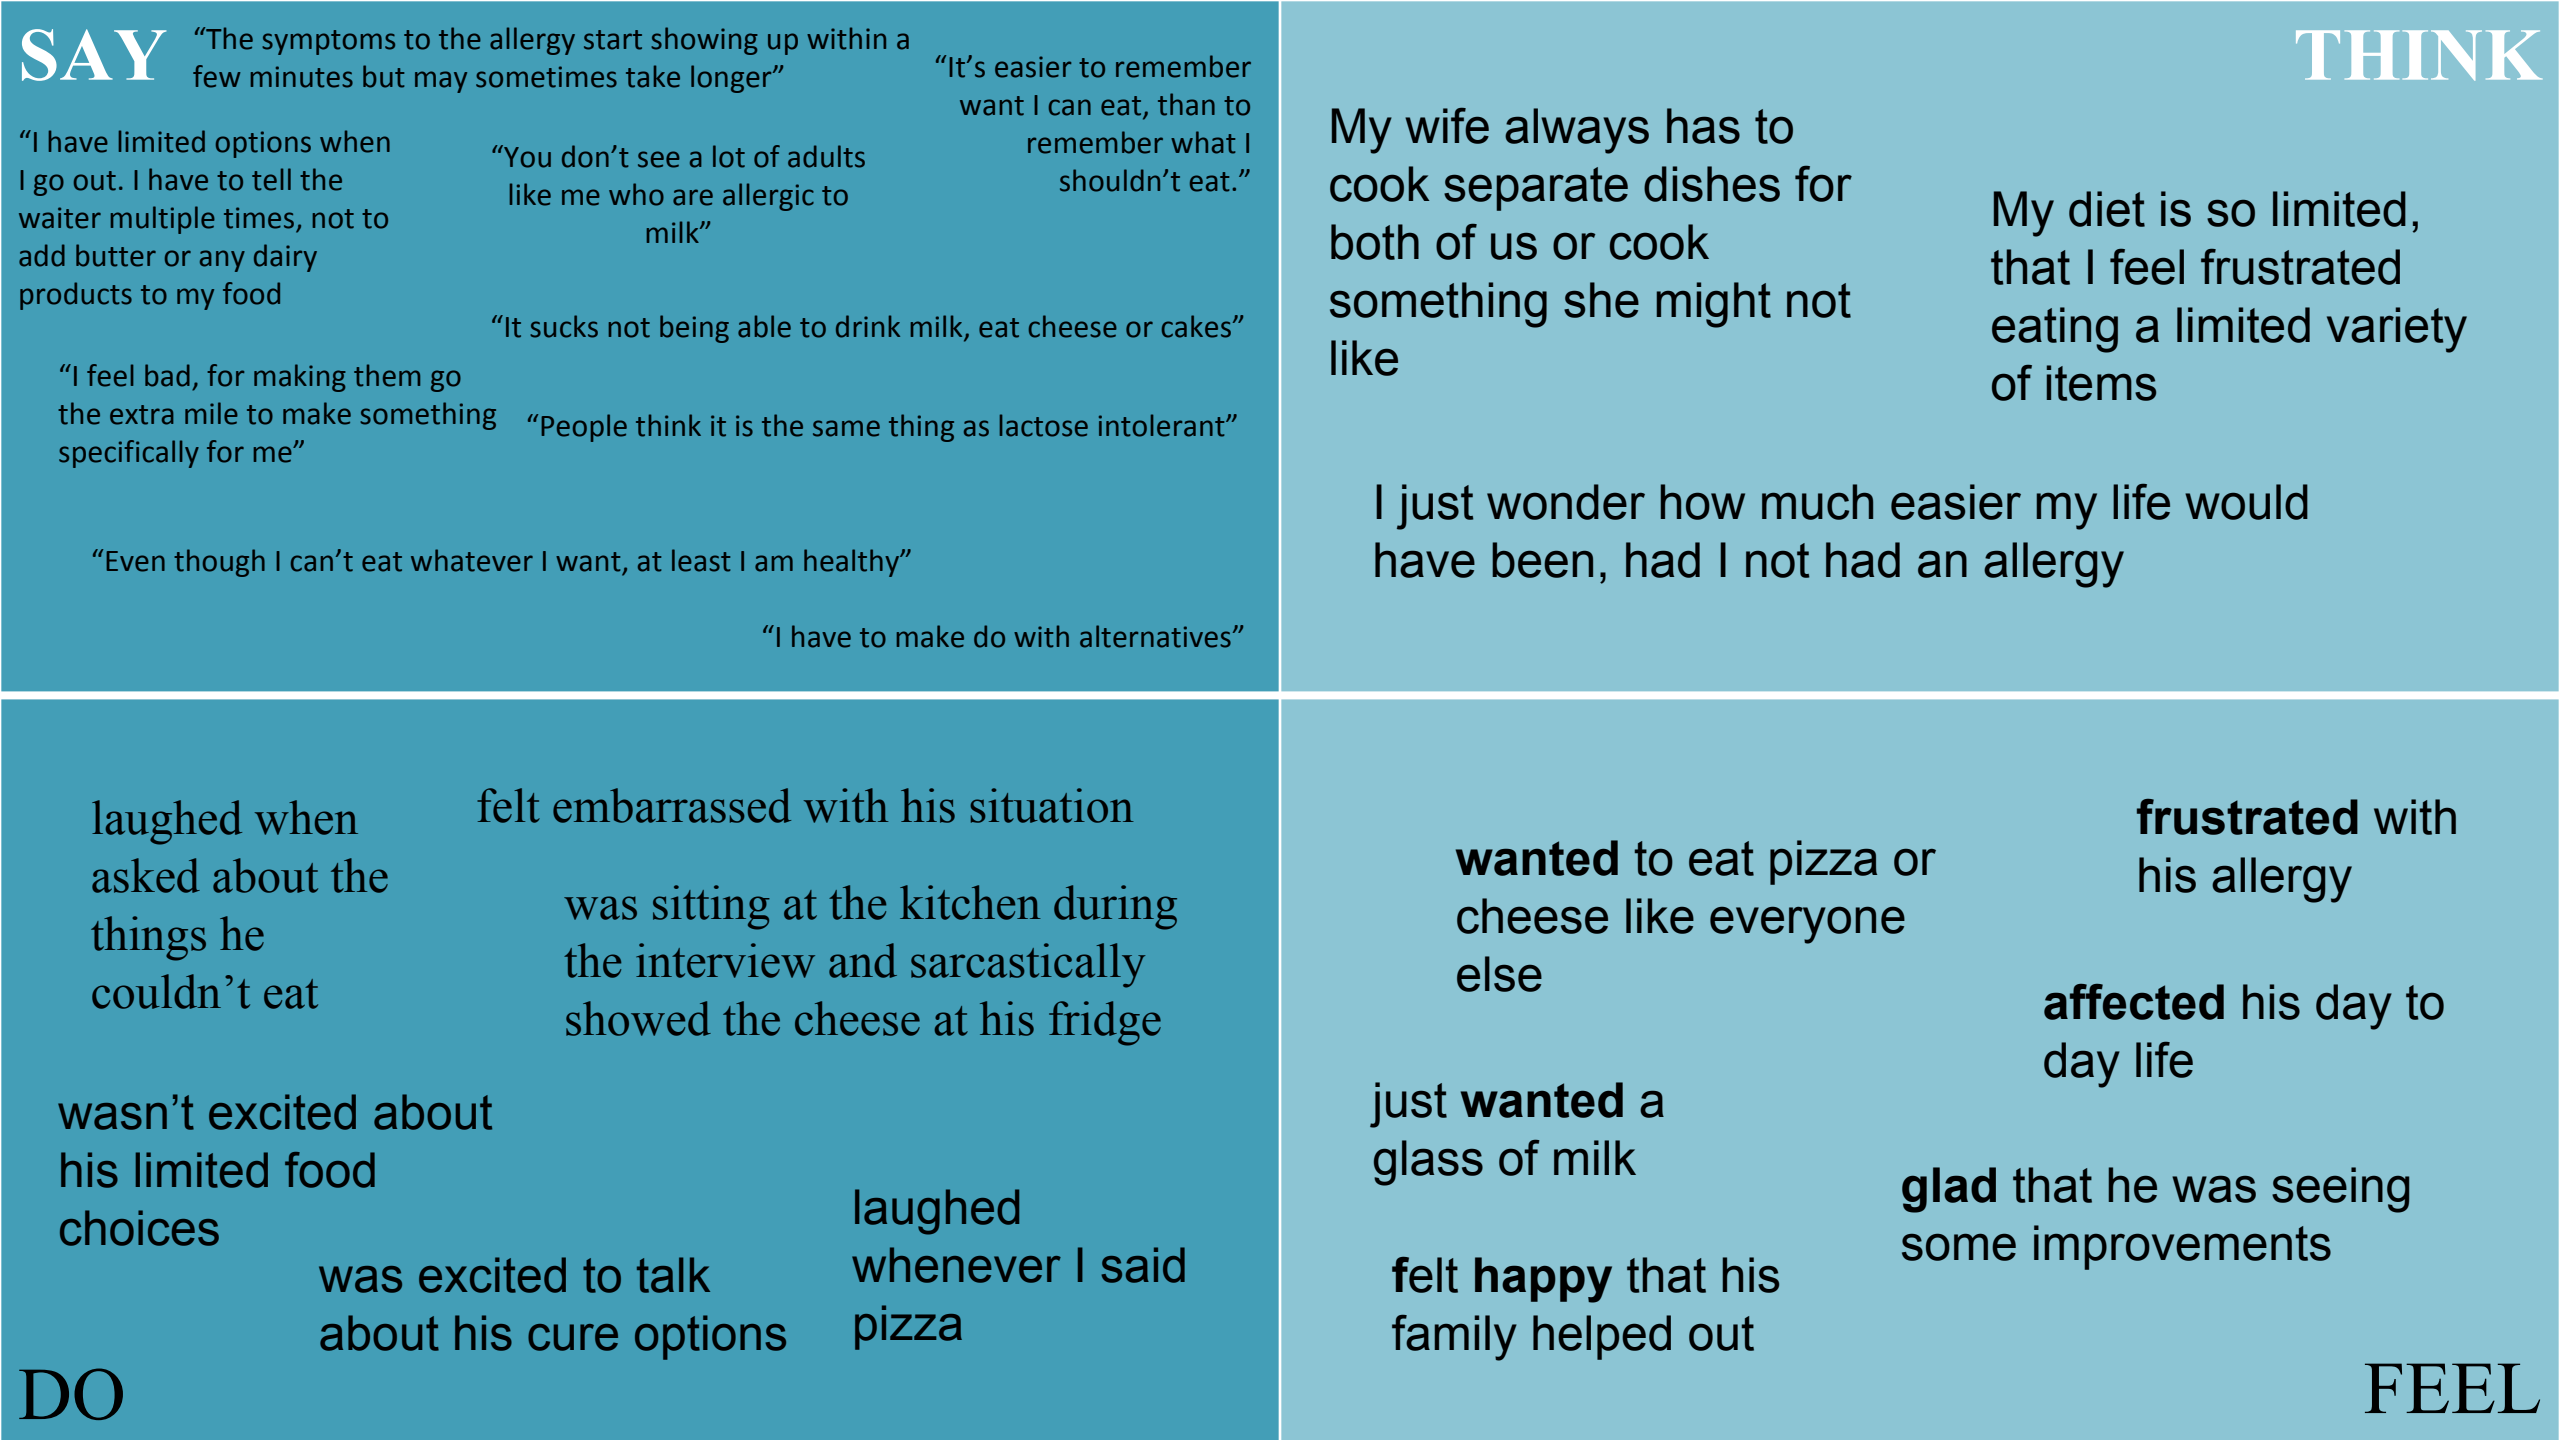 SAY
“The symptoms to the allergy start showing up within a
few minutes but may sometimes take longer”
“It’s easier to remember
want I can eat, than to
remember what I
shouldn’t eat.”
“I have limited options when
I go out. I have to tell the
waiter multiple times, not to
add butter or any dairy
products to my food
“You don’t see a lot of adults
like me who are allergic to
milk”
“It sucks not being able to drink milk, eat cheese or cakes”
“I feel bad, for making them go
the extra mile to make something
specifically for me”
“People think it is the same thing as lactose intolerant”
“Even though I can’t eat whatever I want, at least I am healthy”
“I have to make do with alternatives”
THINK
My wife always has to
cook separate dishes for
both of us or cook
something she might not
like
My diet is so limited,
that I feel frustrated
eating a limited variety
of items
I just wonder how much easier my life would
have been, had I not had an allergy
laughed when
asked about the
things he
couldn’t eat
felt embarrassed with his situation
was sitting at the kitchen during
the interview and sarcastically
showed the cheese at his fridge
wasn’t excited about
his limited food
choices
was excited to talk
about his cure options
laughed
whenever I said
pizza
DO
wanted to eat pizza or
cheese like everyone
else
frustrated with
his allergy
affected his day to
day life
just wanted a
glass of milk
glad that he was seeing
some improvements
felt happy that his
family helped out
FEEL